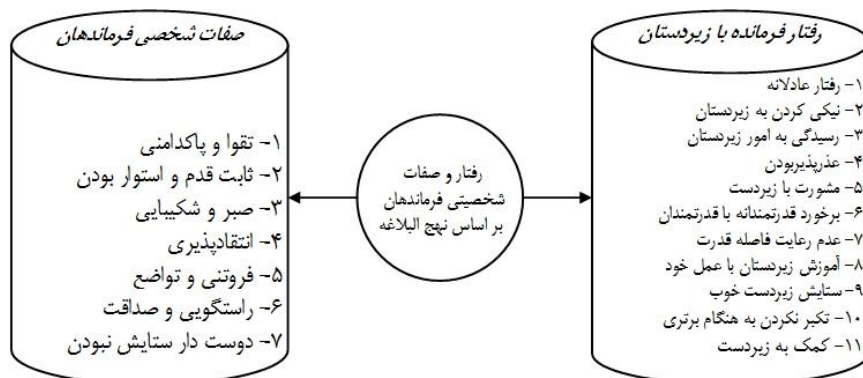 رفتار فرمانده با زیردستان
۱- رفتار عادلانه
۲- نیکی کردن به زیردستان
۳- رسیدگی به امور زیردستان
۴- عذرپذیربودن
۵- مشورت با زیردست
۶- برخورد قدرتمندانه با قدرتمندان
۷- عدم رعایت فاصله قدرت
۸- آموزش زیردستان با عمل خود
۹- ستایش زیردست خوب
۱۰- تکبر نکردن به هنگام برتری
۱۱- کمک به زیردست
رفتار و صفات
شخصیتی فرماندهان
بر اساس نهج البلاغه
صفات شخصی فرماندهان
۱- تقوا و پاکدامنی
۲- ثابت قدم و استوار بودن
۳- صبر و شکیبایی
۴- انتقادپذیری
۵- فروتنی و تواضع
۶- راستگویی و صداقت
۷- دوست دار ستایش نبودن